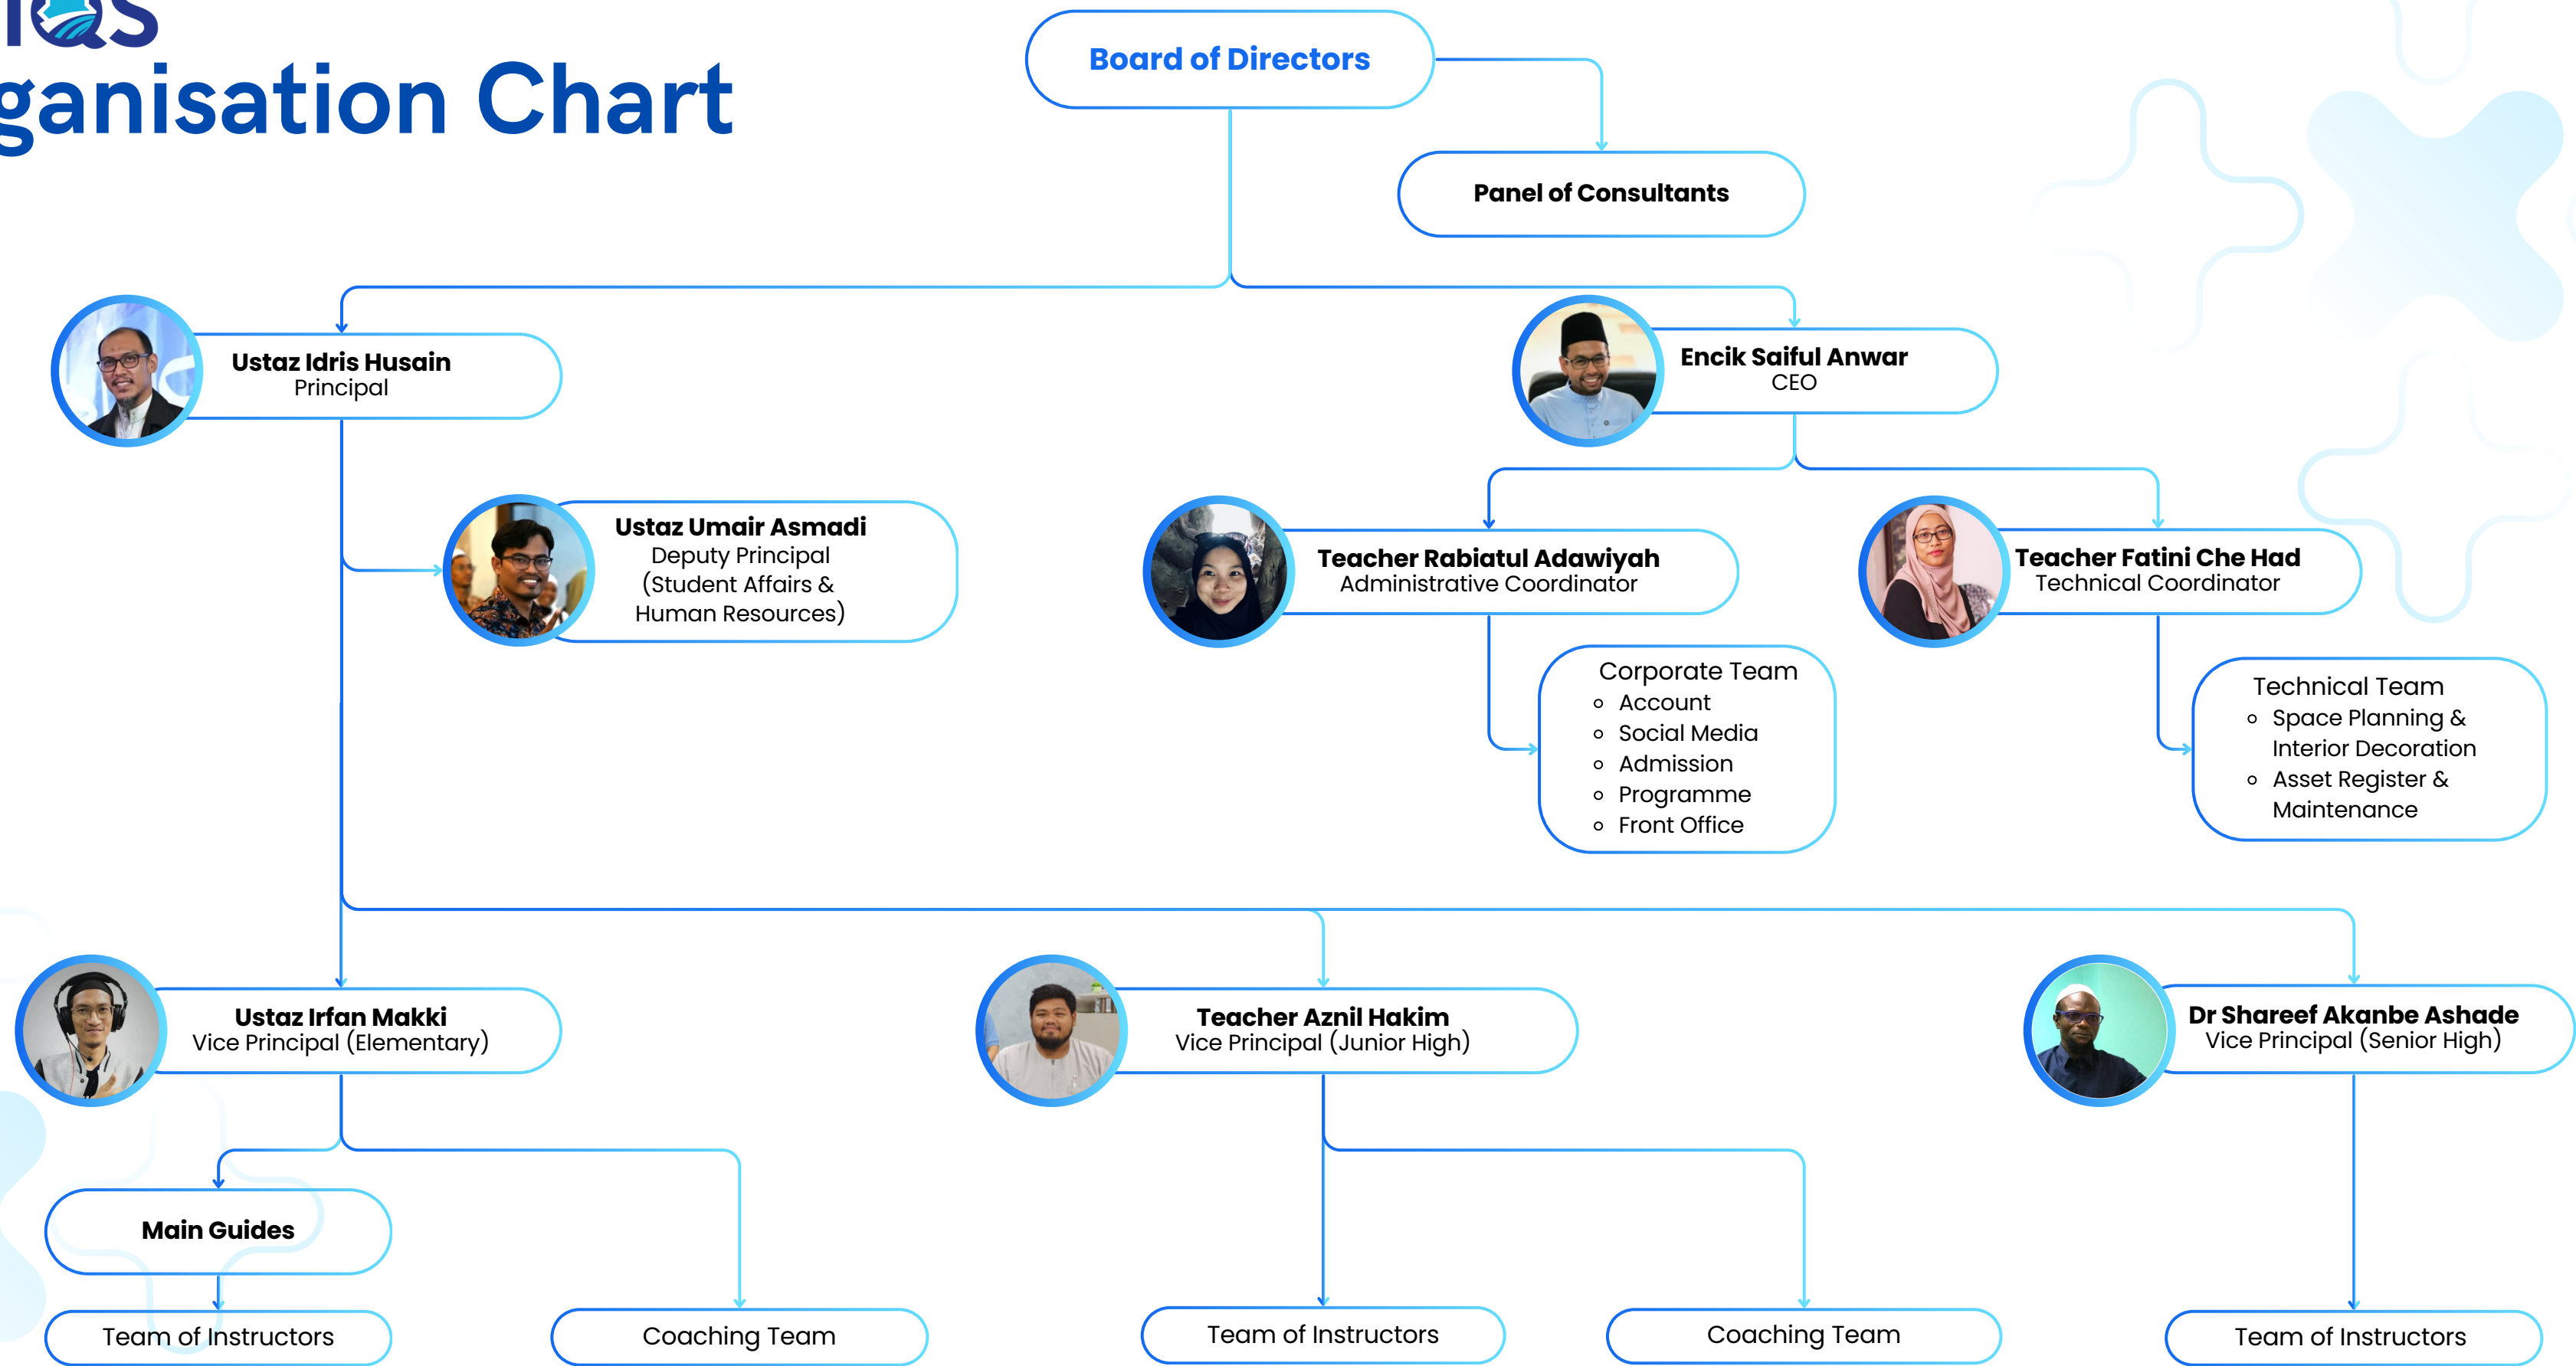 IQS
ganisation Chart
Board of Directors
Panel of Consultants
Ustaz Idris Husain
Principal
Encik Saiful Anwar
CEO
Ustaz Umair Asmadi
Deputy Principal
(Student Affairs &
Human Resources)
Teacher Rabiatul Adawiyah
Administrative Coordinator
Teacher Fatini Che Had
Technical Coordinator
Corporate Team
Account
Social Media
Admission
Programme
Front Office
Technical Team
Space Planning &
Interior Decoration
Asset Register &
Maintenance
Ustaz Irfan Makki
Vice Principal (Elementary)
Teacher Aznil Hakim
Vice Principal (Junior High)
Dr Shareef Akanbe Ashade
Vice Principal (Senior High)
Main Guides
Team of Instructors
Coaching Team
Team of Instructors
Coaching Team
Team of Instructors